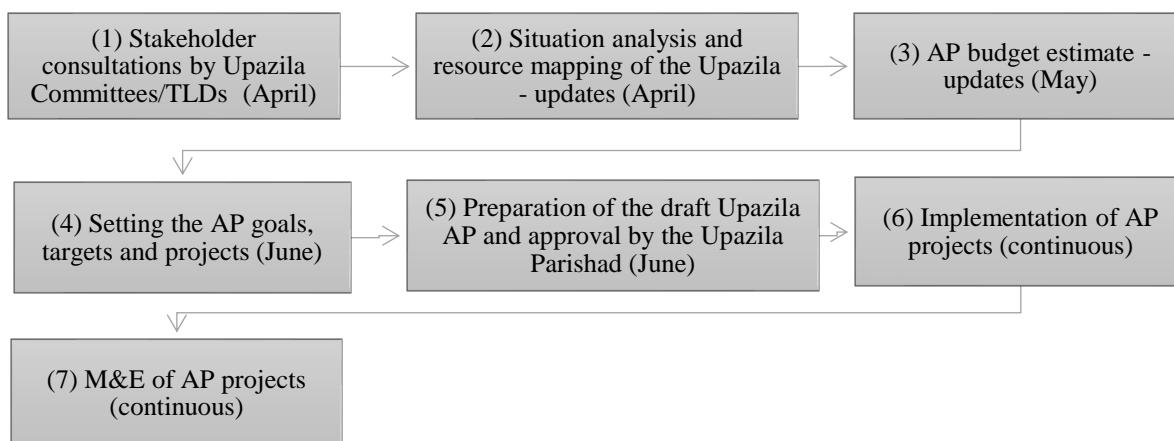 (1) Stakeholder
consultations by Upazila
Committees/TLDs (April)
(2) Situation analysis and
resource mapping of the Upazila
- updates (April)
(3) AP budget estimate -
updates (May)
(4) Setting the AP goals,
targets and projects (June)
(5) Preparation of the draft Upazila
AP and approval by the Upazila
Parishad (June)
(6) Implementation of AP
projects (continuous)
(7) M&E of AP projects
(continuous)